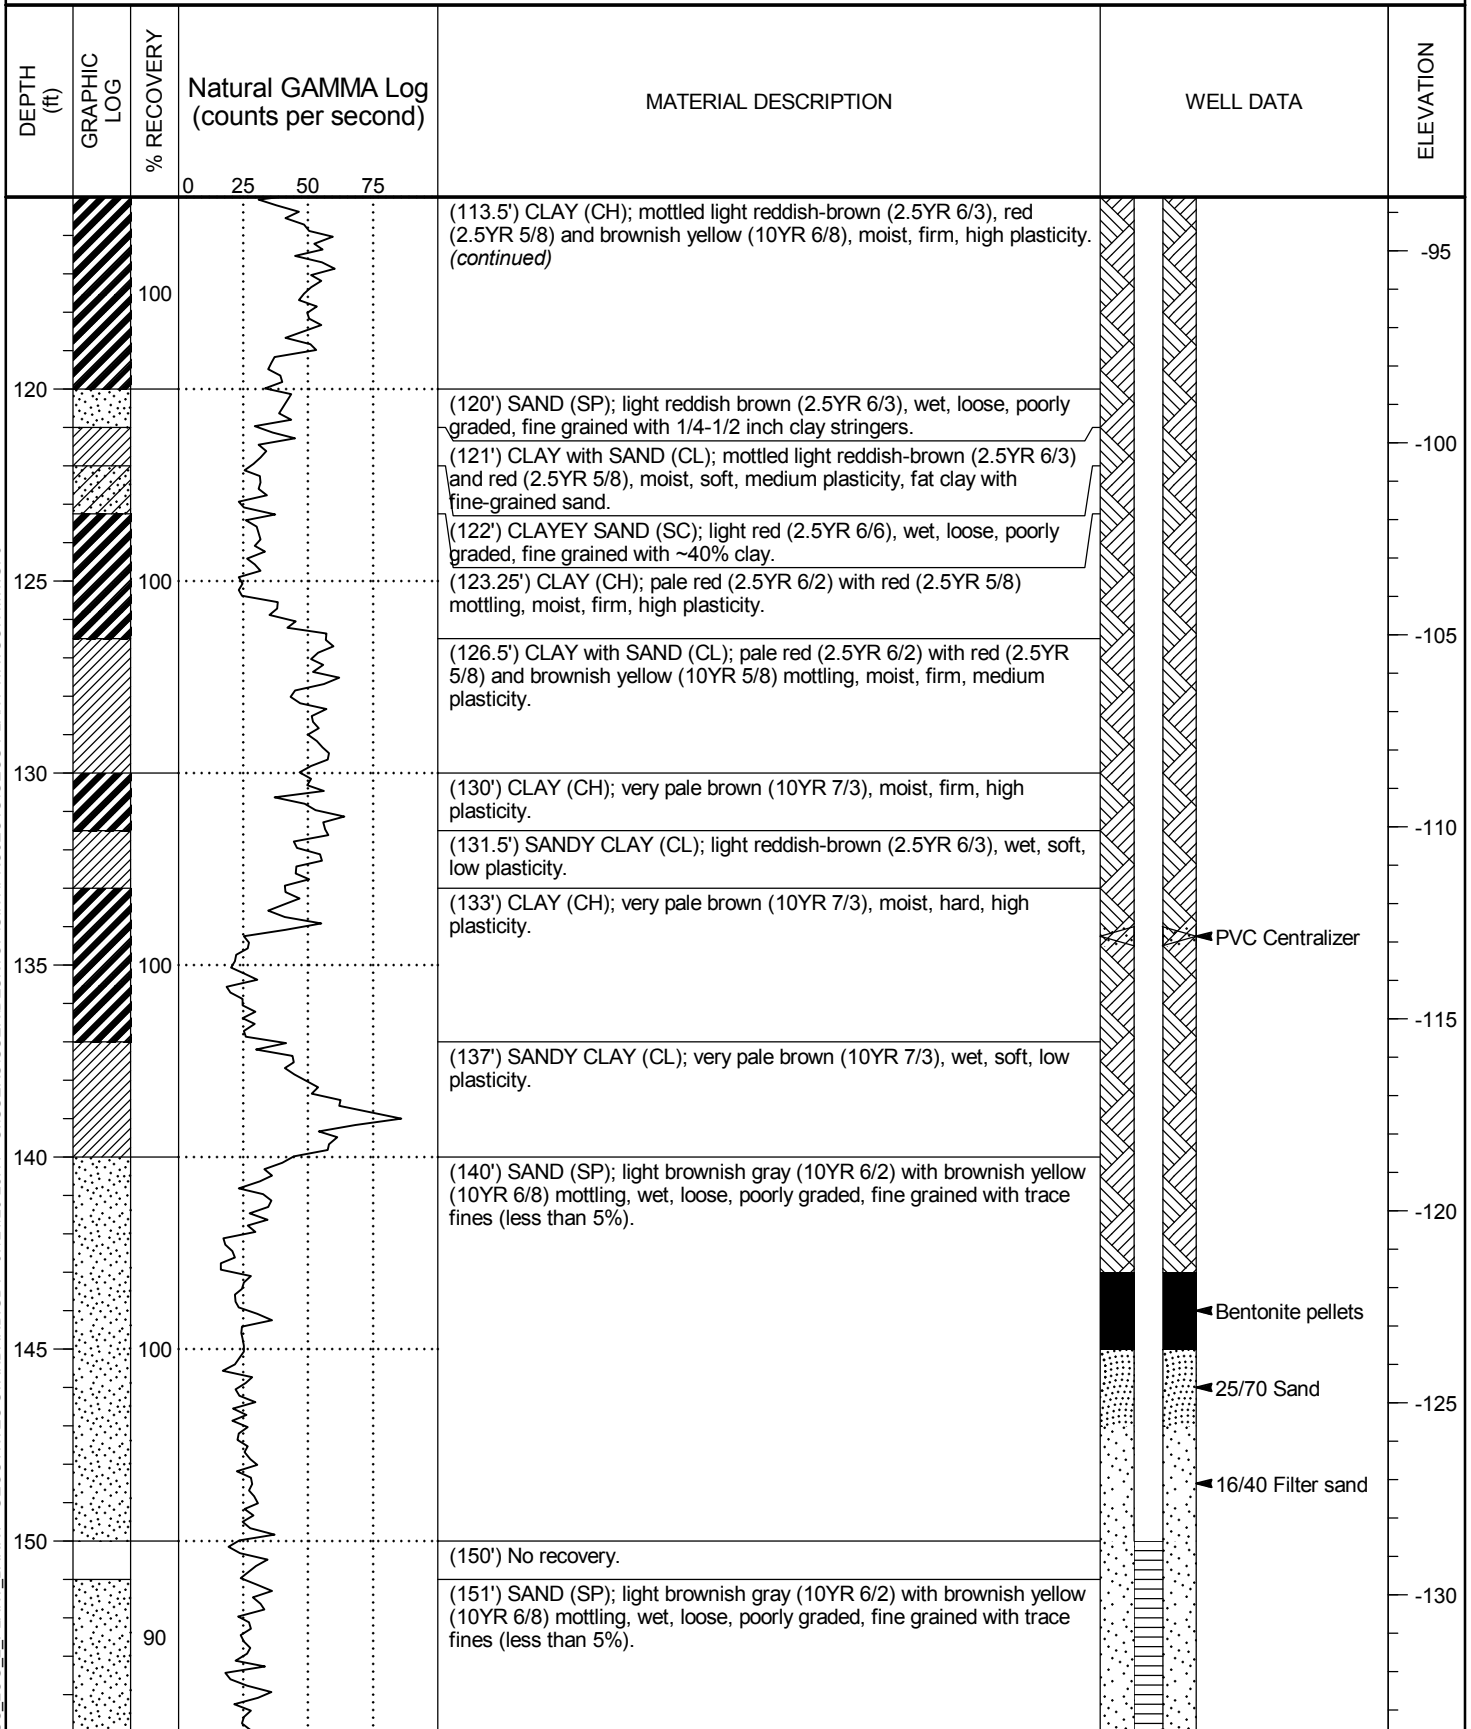 DEPTH
(ft)
GRAPHIC
LOG
% RECOVERY
Natural GAMMA Log
(counts per second)
0 25 50 75
MATERIAL DESCRIPTION
WELL DATA
ELEVATION
(113.5') CLAY (CH); mottled light reddish-brown (2.5YR 6/3), red
(2.5YR 5/8) and brownish yellow (10YR 6/8), moist, firm, high plasticity.
(continued)
-95
100
120
(120') SAND (SP); light reddish brown (2.5YR 6/3), wet, loose, poorly
graded, fine grained with 1/4-1/2 inch clay stringers.
-100
(121') CLAY with SAND (CL); mottled light reddish-brown (2.5YR 6/3)
and red (2.5YR 5/8), moist, soft, medium plasticity, fat clay with
fine-grained sand.
(122') CLAYEY SAND (SC); light red (2.5YR 6/6), wet, loose, poorly
graded, fine grained with ~40% clay.
125
100
(123.25') CLAY (CH); pale red (2.5YR 6/2) with red (2.5YR 5/8)
mottling, moist, firm, high plasticity.
-105
(126.5') CLAY with SAND (CL); pale red (2.5YR 6/2) with red (2.5YR
5/8) and brownish yellow (10YR 5/8) mottling, moist, firm, medium
plasticity.
130
(130') CLAY (CH); very pale brown (10YR 7/3), moist, firm, high
plasticity.
-110
(131.5') SANDY CLAY (CL); light reddish-brown (2.5YR 6/3), wet, soft,
low plasticity.
(133') CLAY (CH); very pale brown (10YR 7/3), moist, hard, high
plasticity.
PVC Centralizer
135
100
-115
(137') SANDY CLAY (CL); very pale brown (10YR 7/3), wet, soft, low
plasticity.
140
(140') SAND (SP); light brownish gray (10YR 6/2) with brownish yellow
(10YR 6/8) mottling, wet, loose, poorly graded, fine grained with trace
fines (less than 5%).
-120
Bentonite pellets
145
100
25/70 Sand
-125
16/40 Filter sand
150
(150') No recovery.
(151') SAND (SP); light brownish gray (10YR 6/2) with brownish yellow
(10YR 6/8) mottling, wet, loose, poorly graded, fine grained with trace
fines (less than 5%).
-130
90